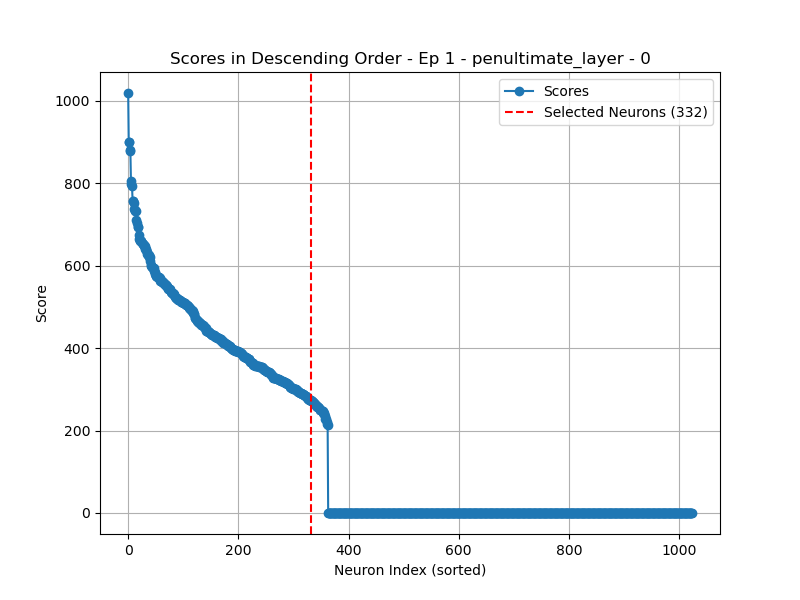 Scores in Descending Order - Ep 1 - penultimate_layer - 0
Scores
Selected Neurons (332)
1000
800
600
400
200
0
Score
0
200
400
600
800
1000
Neuron Index (sorted)